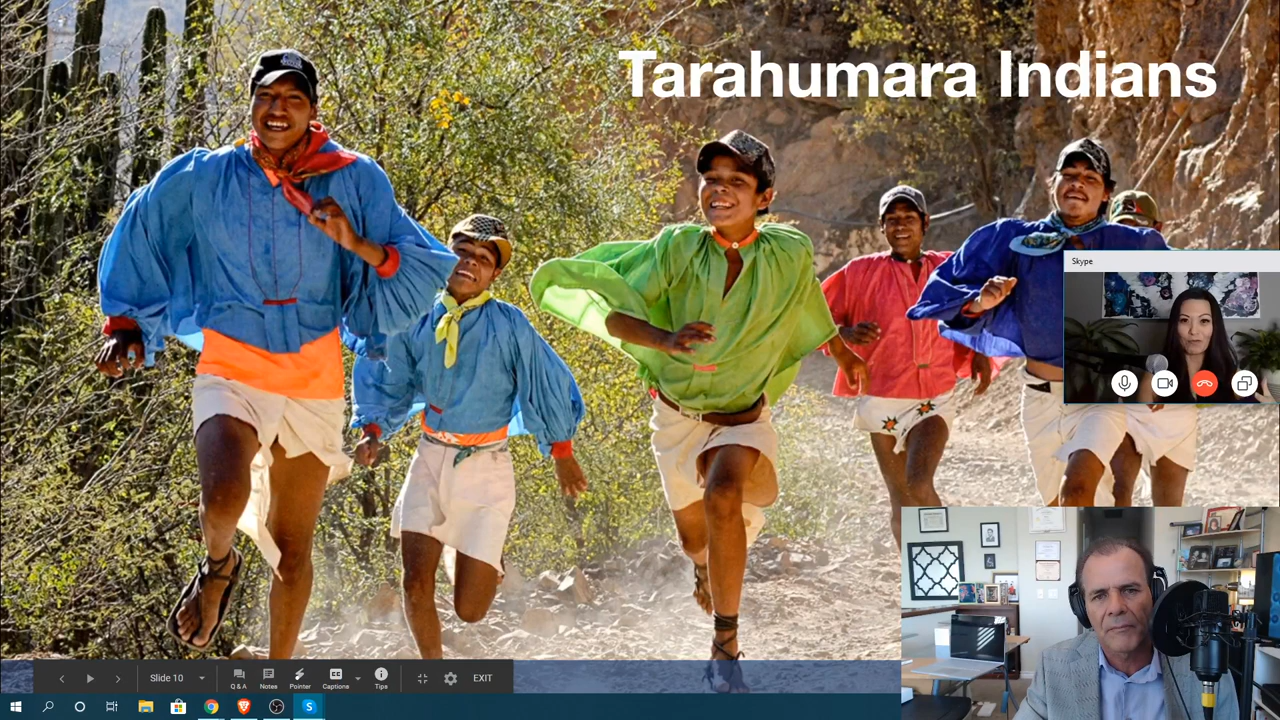 Tarahumara Indians
Skype
Slide 10
Q & A
Notes
Pointer
Captions
Tips
EXIT